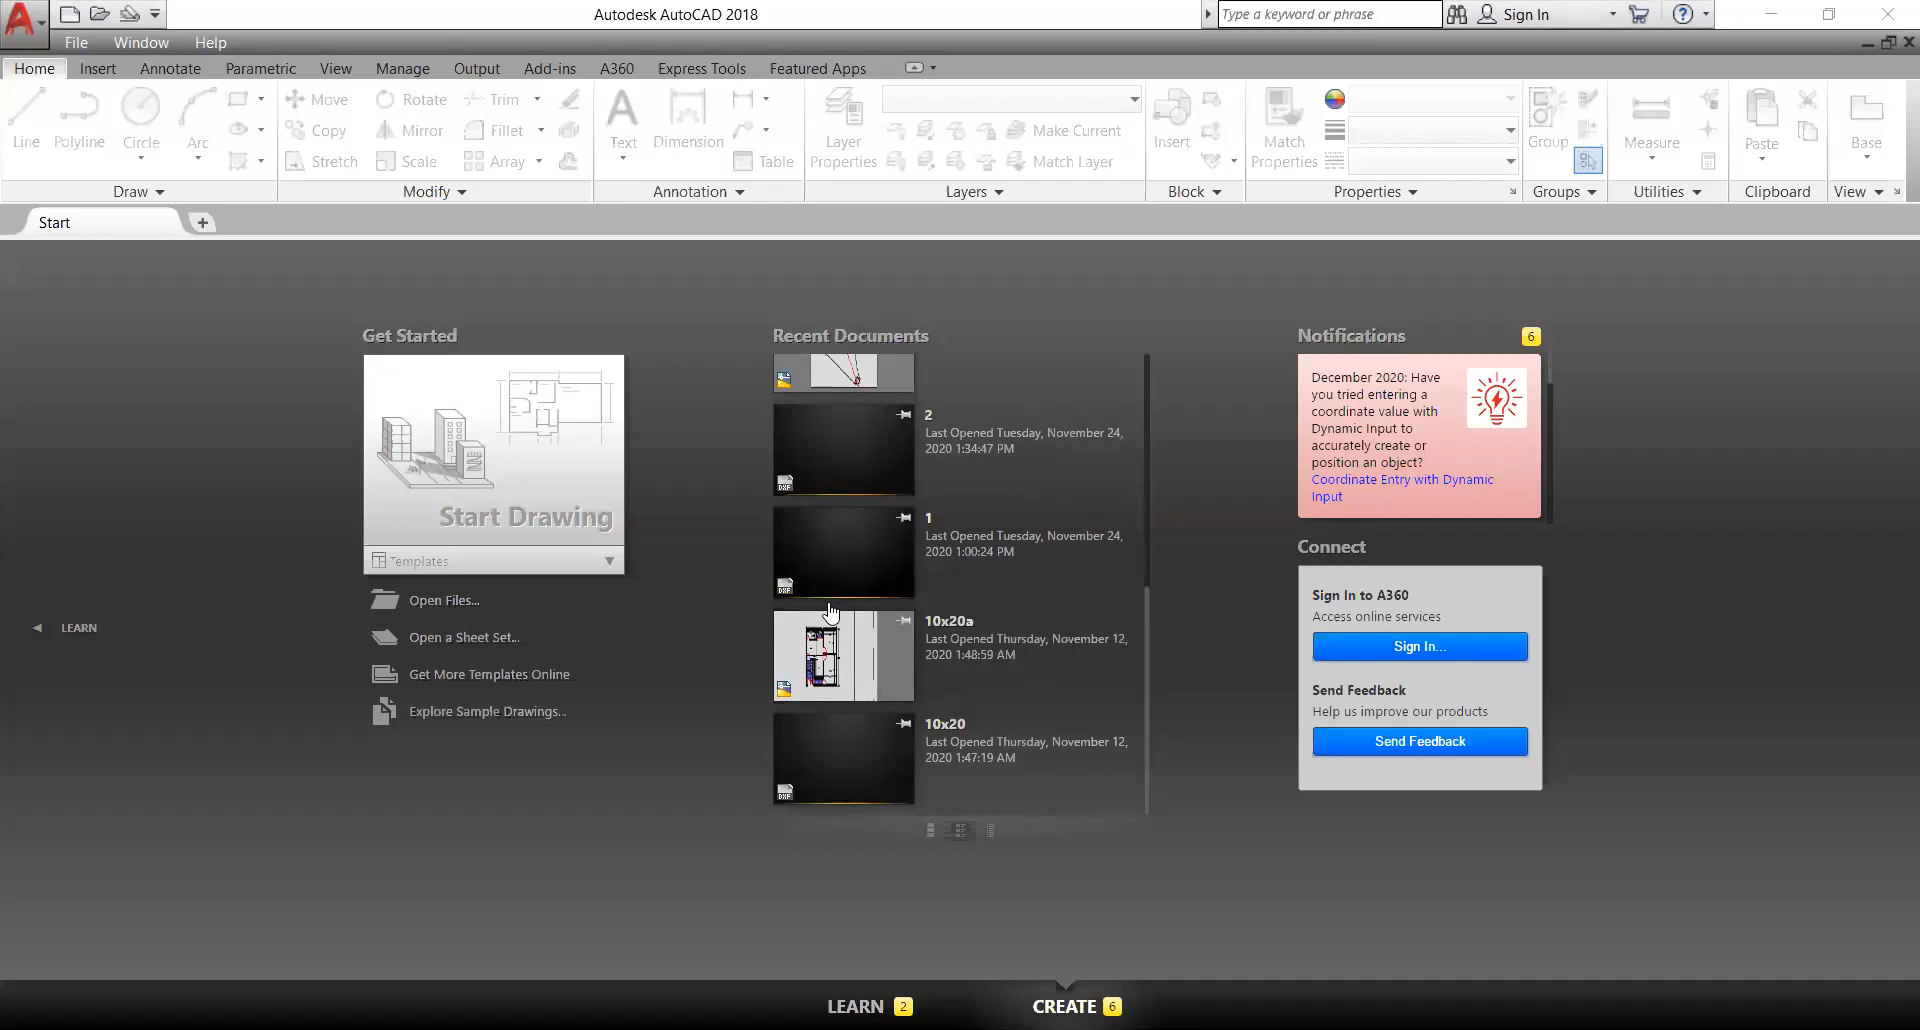 Autodesk AutoCAD 2018
Type a keyword or phrase
Sign In
File Window Help
Home Insert Annotate Parametric View Manage Output Add-ins A360 Express Tools Featured Apps
Line Polyline Circle Arc
Move Rotate Trim
Copy Mirror Fillet
Stretch Scale Array
Text Dimension Table
Layer Properties
Make Current
Match Layer
Insert
Match Properties
Group
Measure
Paste
Base
Draw Modify Annotation Layers Block Properties Groups Utilities Clipboard View
Start
Get Started
Start Drawing
Templates
Open Files...
Open a Sheet Set...
Get More Templates Online
Explore Sample Drawings...
LEARN
Recent Documents
2
Last Opened Tuesday, November 24,
2020 1:34:47 PM
DXF
1
Last Opened Tuesday, November 24,
2020 1:00:24 PM
DXF
10x20a
Last Opened Thursday, November 12,
2020 1:48:59 AM
10x20
Last Opened Thursday, November 12,
2020 1:47:19 AM
DXF
Notifications 6
December 2020: Have
you tried entering a
coordinate value with
Dynamic Input to
accurately create or
position an object?
Coordinate Entry with Dynamic
Input
Connect
Sign In to A360
Access online services
Sign In...
Send Feedback
Help us improve our products
Send Feedback
LEARN 2
CREATE 6